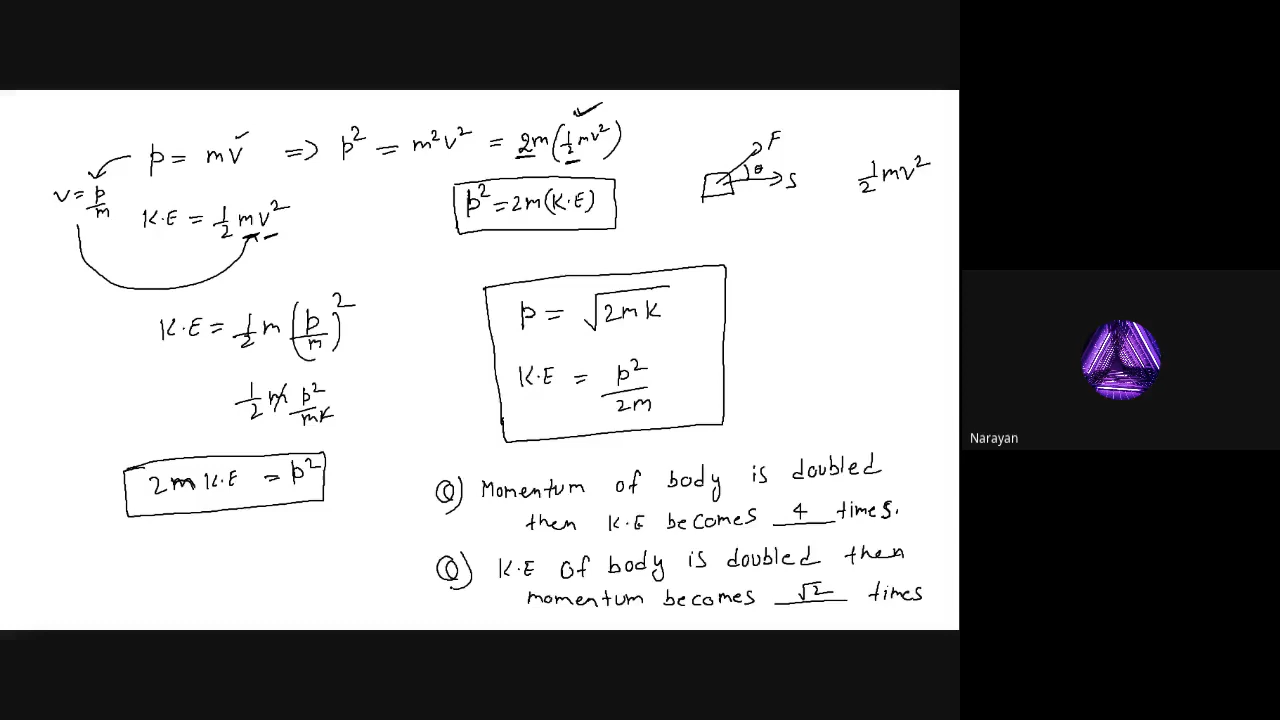 p = mv => p² = m²v² = 2m(½mv²)
v = p/m
K.E = ½mv²
p² = 2m(K.E)
F
θ
S
½mv²
K.E = ½m(p/m)²
½ m p²/m²
2m K.E = p²
p = √2mK
K.E = p²/2m
Q) Momentum of body is doubled
then K.E becomes 4 times.
Q) K.E of body is doubled then
momentum becomes √2 times
Narayan